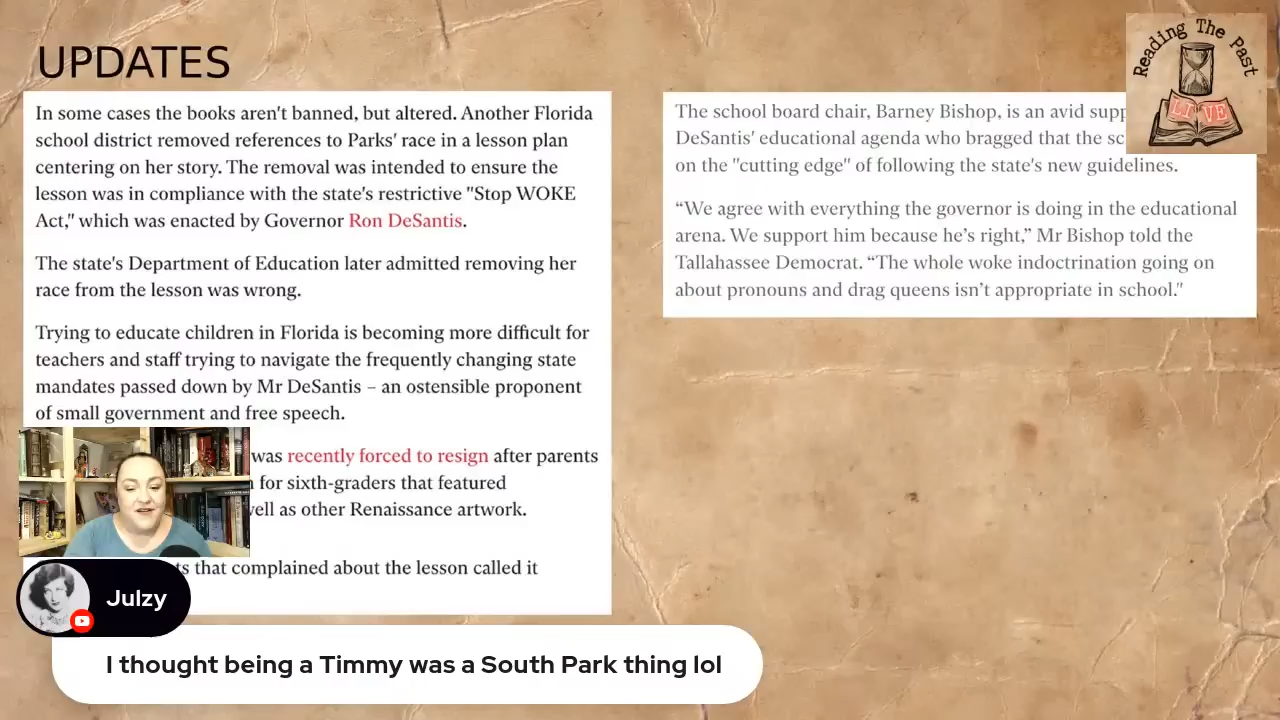 UPDATES
In some cases the books aren't banned, but altered. Another Florida
school district removed references to Parks' race in a lesson plan
centering on her story. The removal was intended to ensure the
lesson was in compliance with the state's restrictive "Stop WOKE
Act," which was enacted by Governor Ron DeSantis.
The state's Department of Education later admitted removing her
race from the lesson was wrong.
Trying to educate children in Florida is becoming more difficult for
teachers and staff trying to navigate the frequently changing state
mandates passed down by Mr DeSantis – an ostensible proponent
of small government and free speech.
was recently forced to resign after parents
for sixth-graders that featured
well as other Renaissance artwork.
that complained about the lesson called it
The school board chair, Barney Bishop, is an avid
DeSantis' educational agenda who bragged that the
on the "cutting edge" of following the state's new guidelines.
“We agree with everything the governor is doing in the educational
arena. We support him because he’s right,” Mr Bishop told the
Tallahassee Democrat. “The whole woke indoctrination going on
about pronouns and drag queens isn’t appropriate in school."
Reading The Past
LIVE
Julzy
I thought being a Timmy was a South Park thing lol